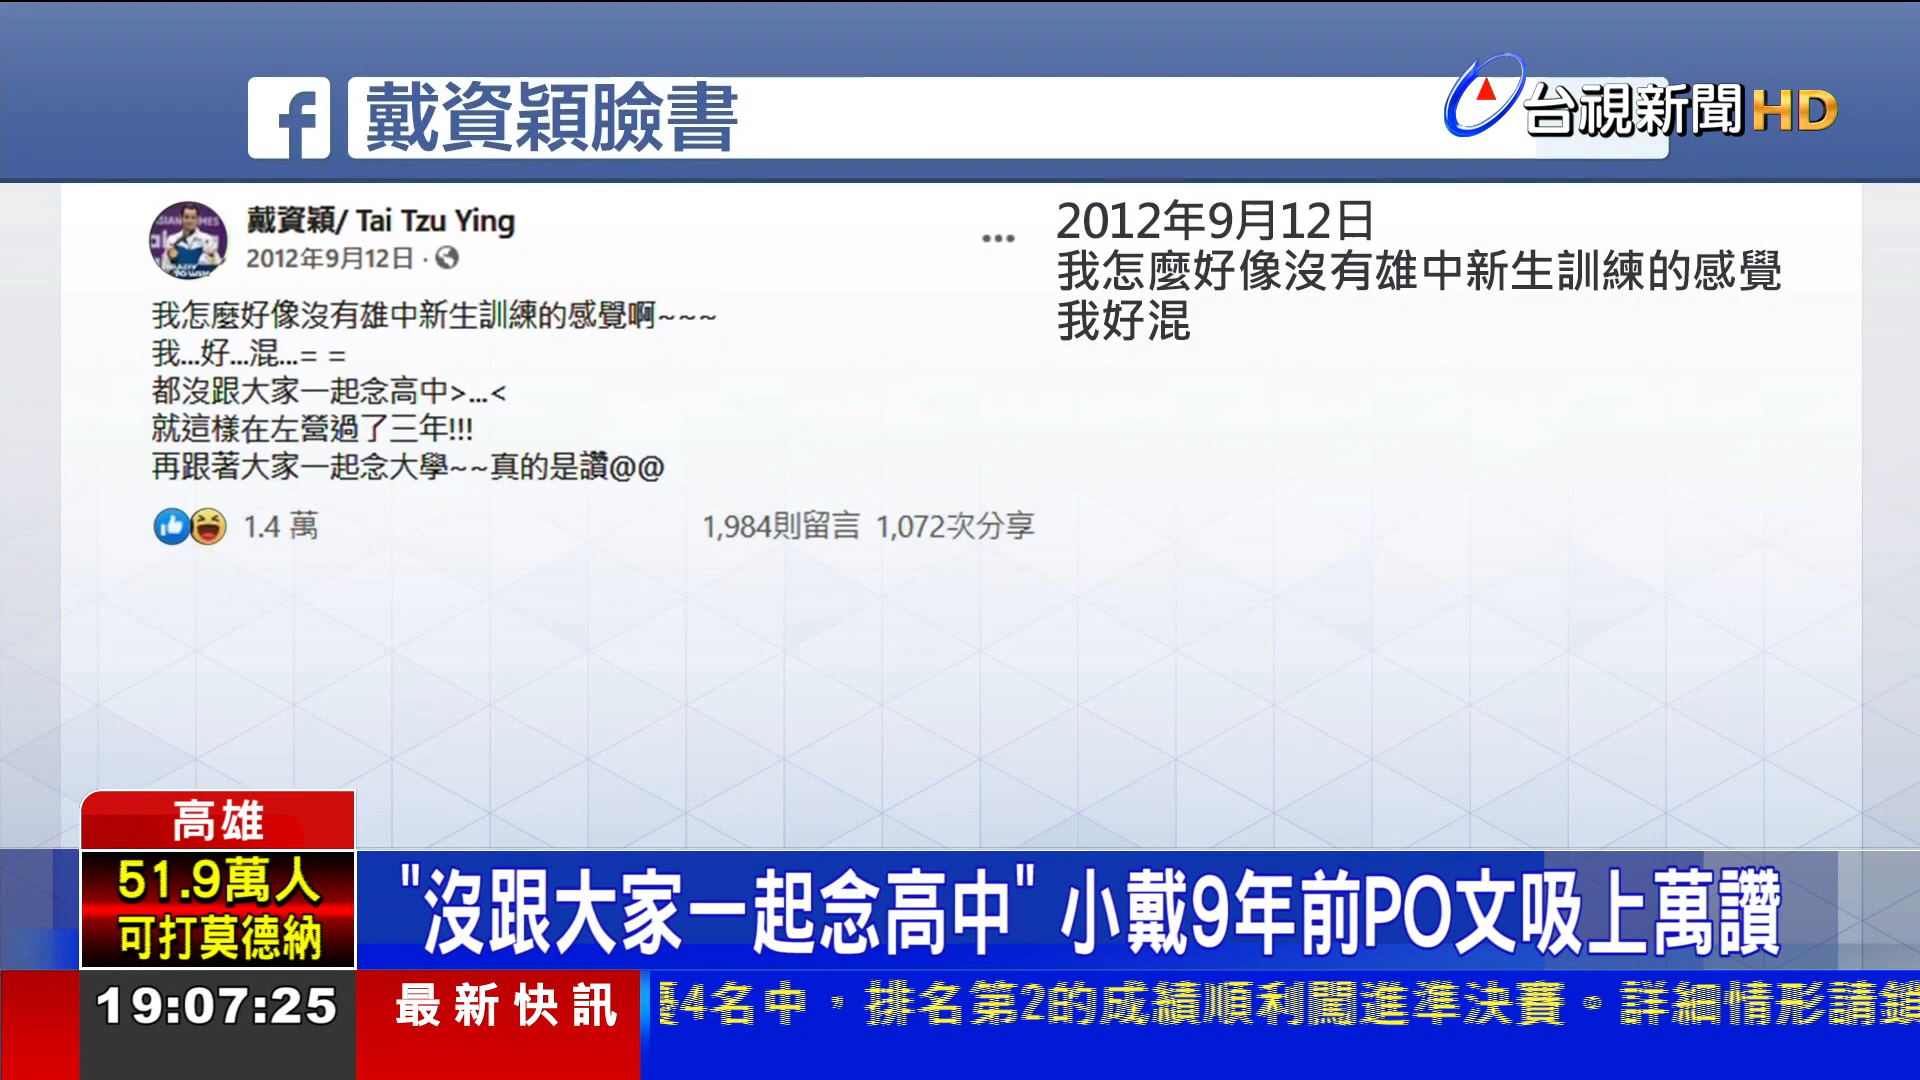 戴資穎臉書
台視新聞HD
戴資穎/ Tai Tzu Ying
2012年9月12日 ·
我怎麼好像沒有雄中新生訓練的感覺啊~~~
我...好...混...= =
都沒跟大家一起念高中>...<
就這樣在左營過了三年!!!
再跟著大家一起念大學~~真的是讚@@
1.4 萬
1,984則留言 1,072次分享
2012年9月12日
我怎麼好像沒有雄中新生訓練的感覺
我好混
高雄
51.9萬人
可打莫德納
"沒跟大家一起念高中" 小戴9年前PO文吸上萬讚
19:07:25
最新快訊
4名中，排名第2的成績順利闖進準決賽。詳細情形請鎖